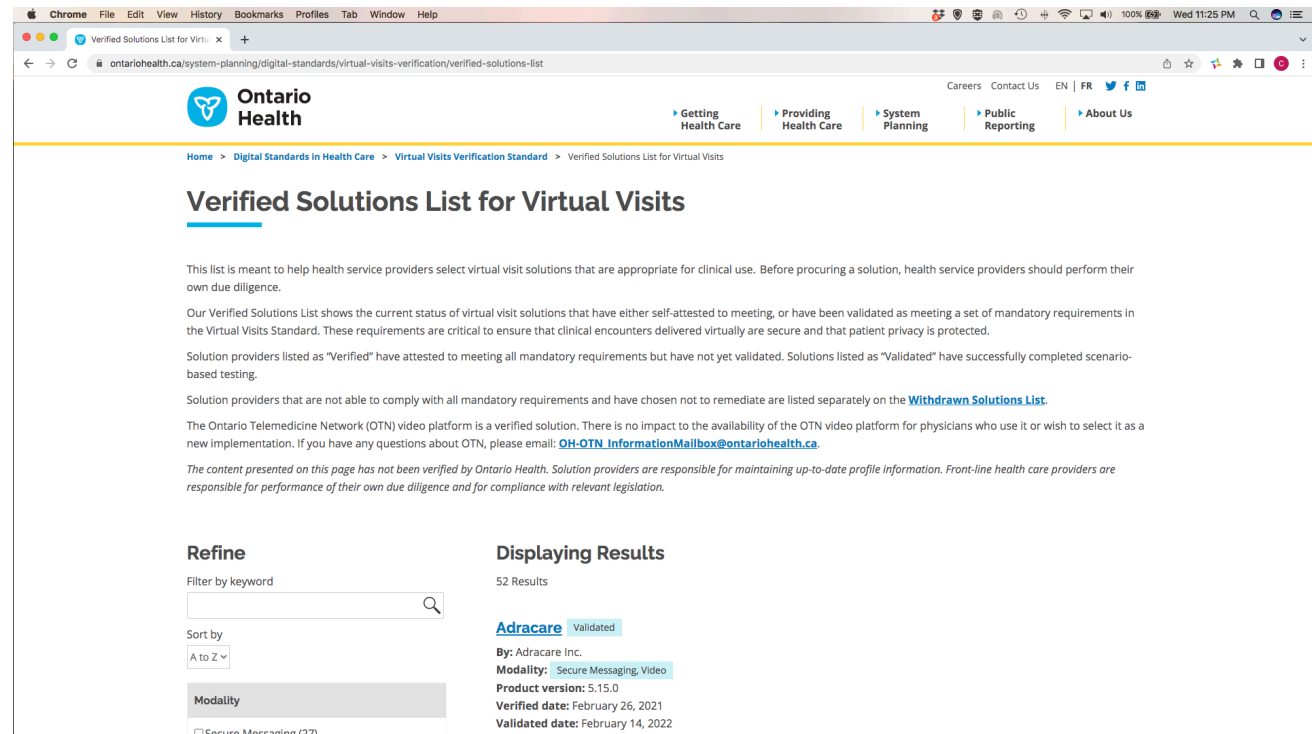 Chrome File Edit View History Bookmarks Profiles Tab Window Help 100% Wed 11:25 PM
Verified Solutions List for Virtu
ontariohealth.ca/system-planning/digital-standards/virtual-visits-verification/verified-solutions-list
Careers Contact Us EN | FR
Ontario
Health
Getting
Health Care
Providing
Health Care
System
Planning
Public
Reporting
About Us
Home > Digital Standards in Health Care > Virtual Visits Verification Standard > Verified Solutions List for Virtual Visits
Verified Solutions List for Virtual Visits
This list is meant to help health service providers select virtual visit solutions that are appropriate for clinical use. Before procuring a solution, health service providers should perform their
own due diligence.
Our Verified Solutions List shows the current status of virtual visit solutions that have either self-attested to meeting, or have been validated as meeting a set of mandatory requirements in
the Virtual Visits Standard. These requirements are critical to ensure that clinical encounters delivered virtually are secure and that patient privacy is protected.
Solution providers listed as “Verified” have attested to meeting all mandatory requirements but have not yet validated. Solutions listed as “Validated” have successfully completed scenario-
based testing.
Solution providers that are not able to comply with all mandatory requirements and have chosen not to remediate are listed separately on the Withdrawn Solutions List.
The Ontario Telemedicine Network (OTN) video platform is a verified solution. There is no impact to the availability of the OTN video platform for physicians who use it or wish to select it as a
new implementation. If you have any questions about OTN, please email: OH-OTN_InformationMailbox@ontariohealth.ca.
The content presented on this page has not been verified by Ontario Health. Solution providers are responsible for maintaining up-to-date profile information. Front-line health care providers are
responsible for performance of their own due diligence and for compliance with relevant legislation.
Refine
Filter by keyword
Sort by
A to Z
Modality
Secure Messaging (27)
Displaying Results
52 Results
Adracare Validated
By: Adracare Inc.
Modality: Secure Messaging, Video
Product version: 5.15.0
Verified date: February 26, 2021
Validated date: February 14, 2022